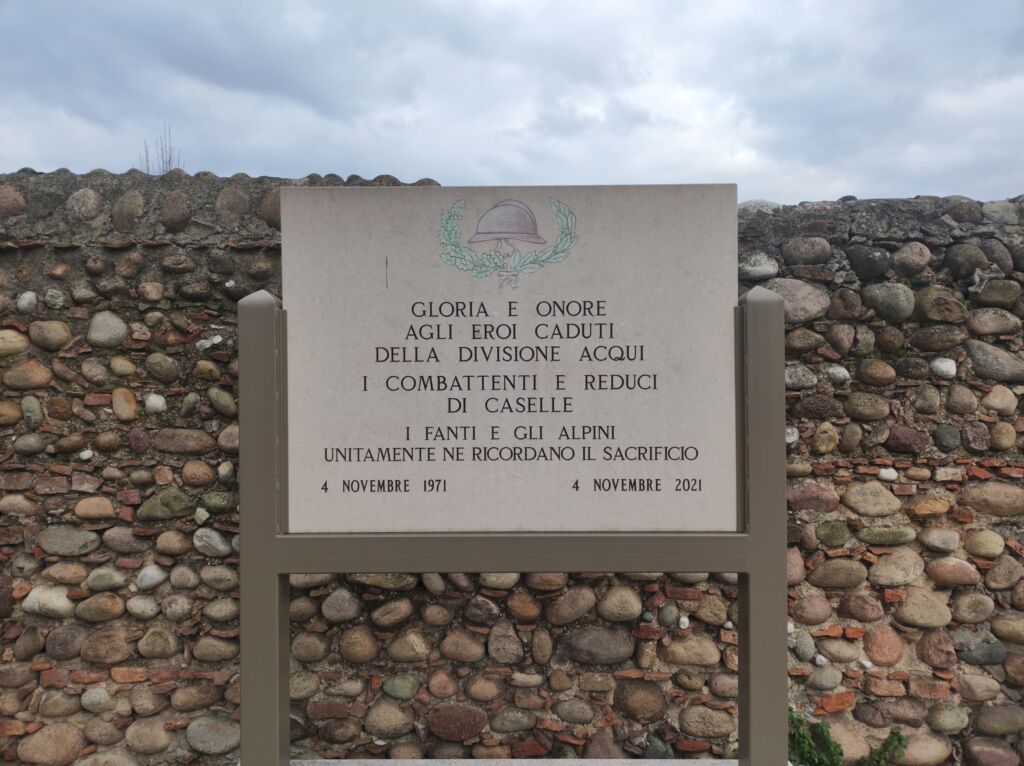 GLORIA E ONORE
AGLI EROI CADUTI
DELLA DIVISIONE ACQUI
I COMBATTENTI E REDUCI
DI CASELLE
I FANTI E GLI ALPINI
UNITAMENTE NE RICORDANO IL SACRIFICIO
4 NOVEMBRE 1971 4 NOVEMBRE 2021